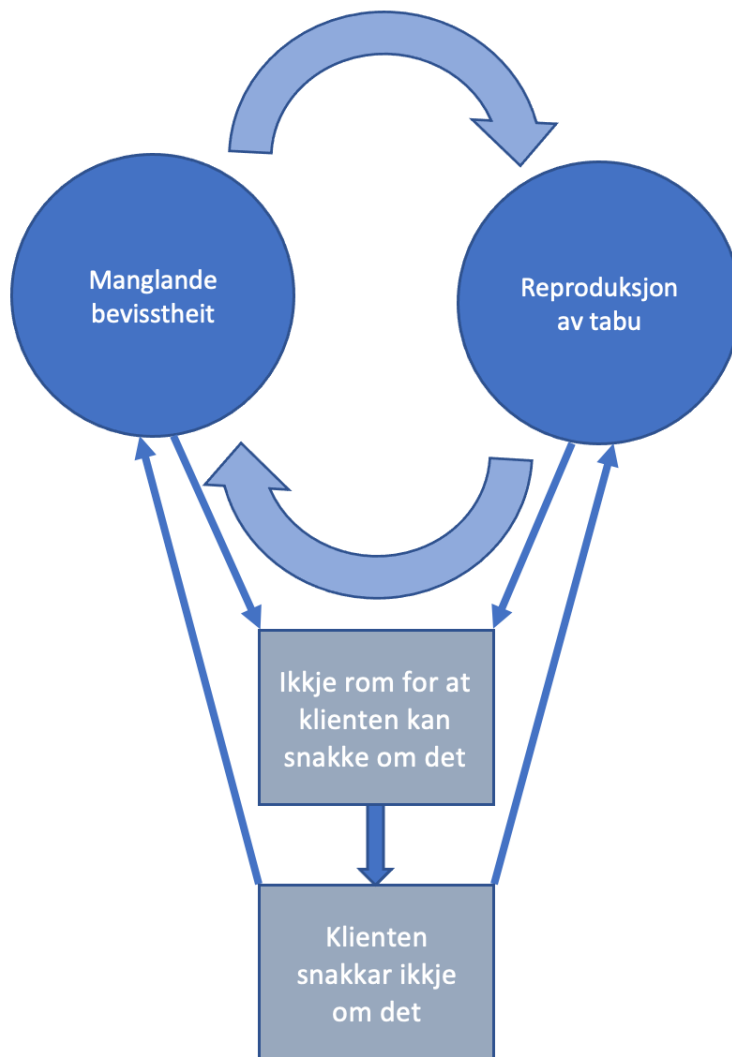 Manglande
bevisstheit
Reproduksjon
av tabu
Ikkje rom for at
klienten kan
snakke om det
Klienten
snakkar ikkje
om det